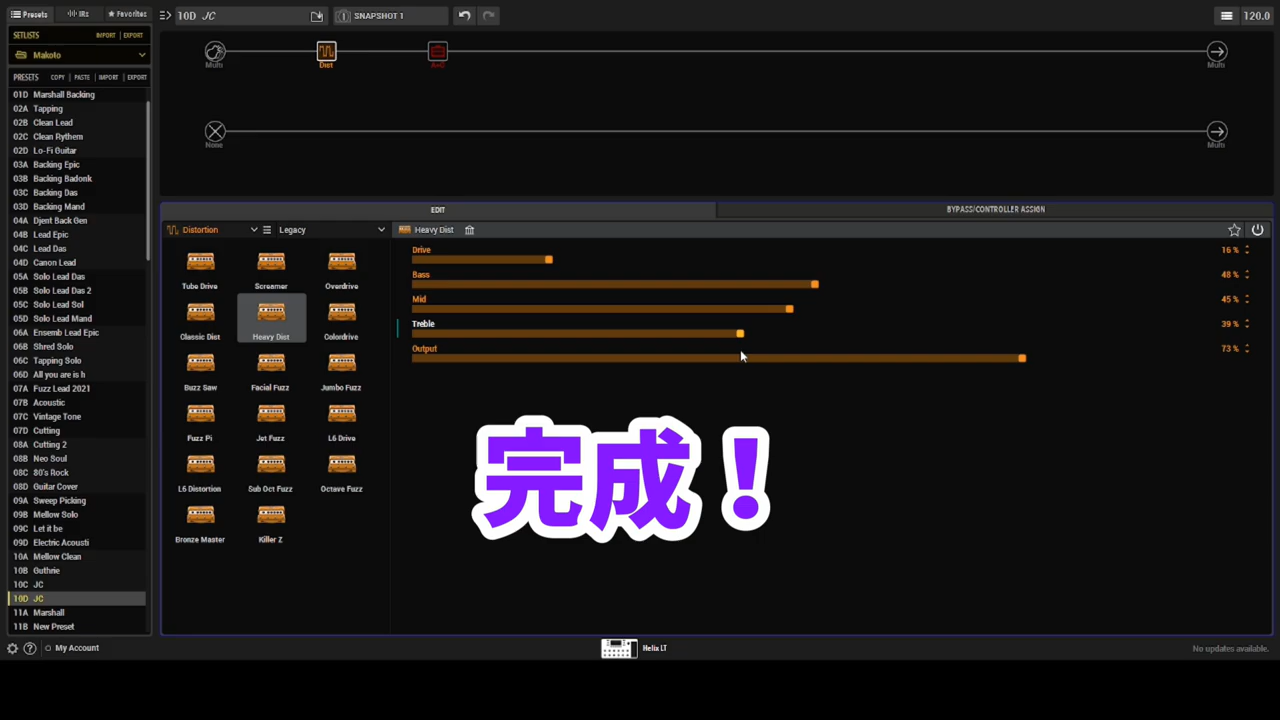 Presets
IRs
Favorites
SETLISTS
IMPORT
EXPORT
Makoto
PRESETS
COPY
PASTE
IMPORT
EXPORT
01D Marshall Backing
02A Tapping
02B Clean Lead
02C Clean Rythem
02D Lo-Fi Guitar
03A Backing Epic
03B Backing Badonk
03C Backing Das
03D Backing Mand
04A Djent Back Gen
04B Lead Epic
04C Lead Das
04D Canon Lead
05A Solo Lead Das
05B Solo Lead Das 2
05C Solo Lead Sol
05D Solo Lead Mand
06A Ensemb Lead Epic
06B Shred Solo
06C Tapping Solo
06D All you are is h
07A Fuzz Lead 2021
07B Acoustic
07C Vintage Tone
07D Cutting
08A Cutting 2
08B Neo Soul
08C 80's Rock
08D Guitar Cover
09A Sweep Picking
09B Mellow Solo
09C Let it be
09D Electric Acousti
10A Mellow Clean
10B Guthrie
10C JC
10D JC
11A Marshall
11B New Preset
My Account
10D JC
SNAPSHOT 1
120.0
Multi
Dist
Multi
None
Multi
EDIT
BYPASS/CONTROLLER ASSIGN
Distortion
Legacy
Heavy Dist
Tube Drive
Screamer
Overdrive
Classic Dist
Heavy Dist
Colordrive
Buzz Saw
Facial Fuzz
Jumbo Fuzz
Fuzz Pi
Jet Fuzz
L6 Drive
L6 Distortion
Sub Oct Fuzz
Octave Fuzz
Bronze Master
Killer Z
Drive 16 %
Bass 48 %
Mid 45 %
Treble 39 %
Output 73 %
完成！
Helix LT
No updates available.